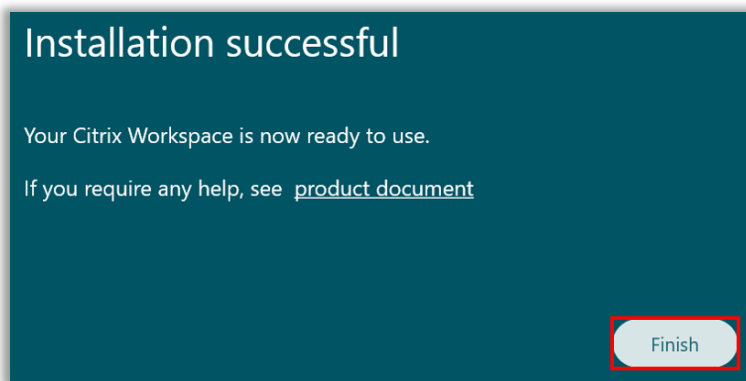 Installation successful
Your Citrix Workspace is now ready to use.
If you require any help, see product document
Finish